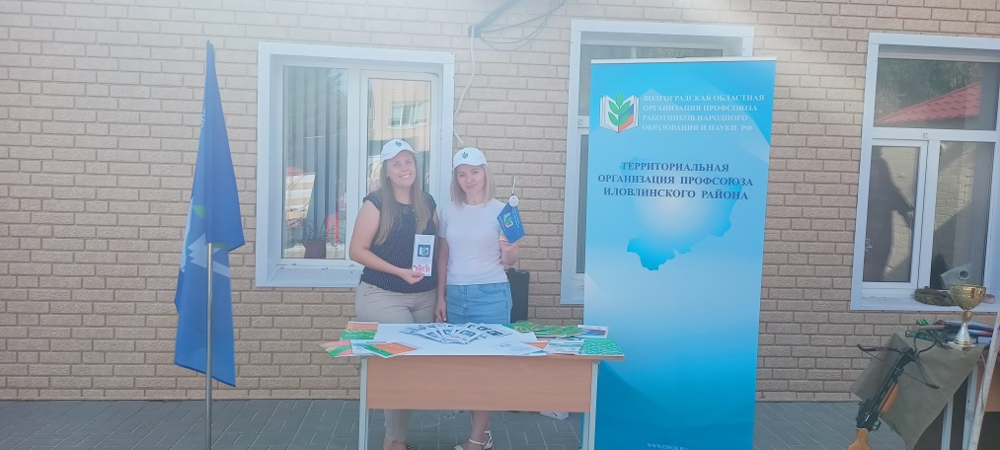 ВОЛГОГРАДСКАЯ ОБЛАСТНАЯ
ОРГАНИЗАЦИЯ ПРОФСОЮЗА
РАБОТНИКОВ НАРОДНОГО
ОБРАЗОВАНИЯ И НАУКИ РФ
ТЕРРИТОРИАЛЬНАЯ
ОРГАНИЗАЦИЯ ПРОФСОЮЗА
ИЛОВЛИНСКОГО РАЙОНА